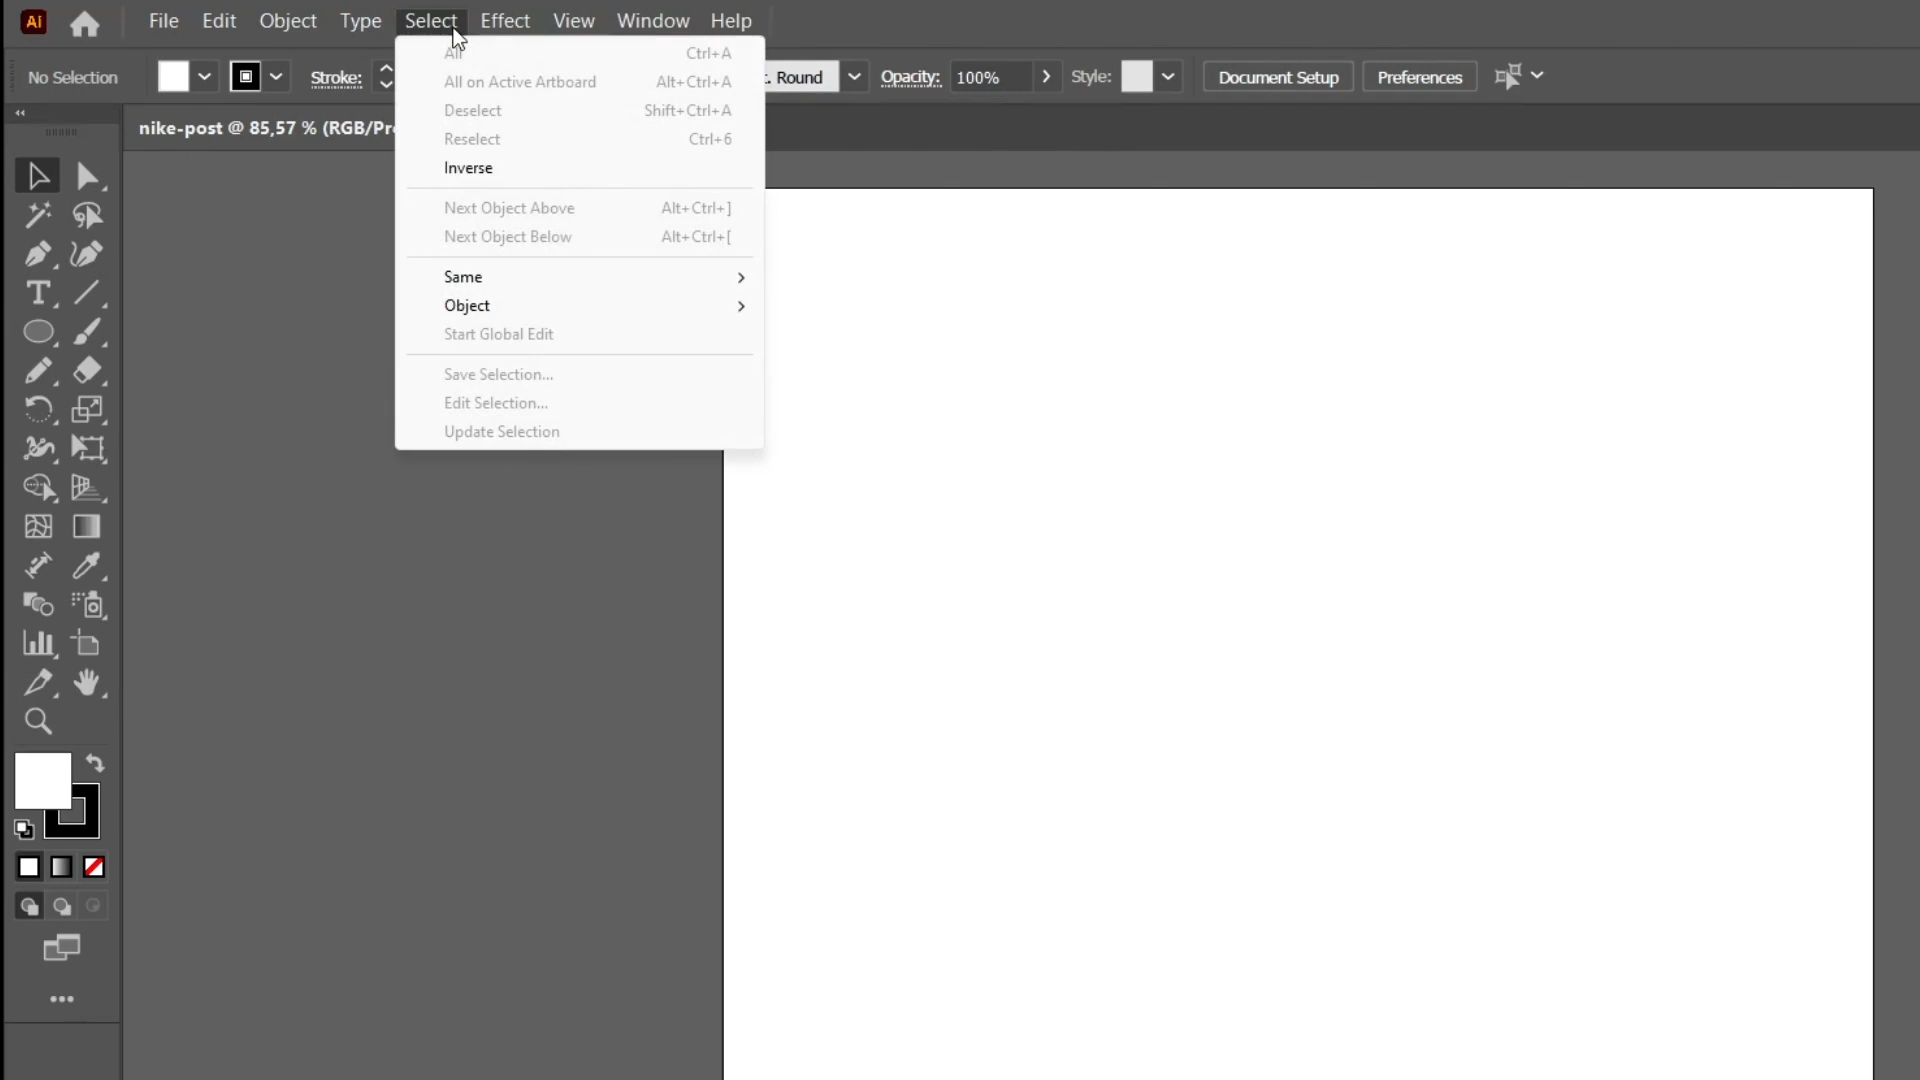 Ai File Edit Object Type Select Effect View Window Help
No Selection Stroke: t. Round Opacity: 100% Style: Document Setup Preferences
nike-post @ 85,57 % (RGB/Pr
All Ctrl+A
All on Active Artboard Alt+Ctrl+A
Deselect Shift+Ctrl+A
Reselect Ctrl+6
Inverse
Next Object Above Alt+Ctrl+]
Next Object Below Alt+Ctrl+[
Same
Object
Start Global Edit
Save Selection...
Edit Selection...
Update Selection